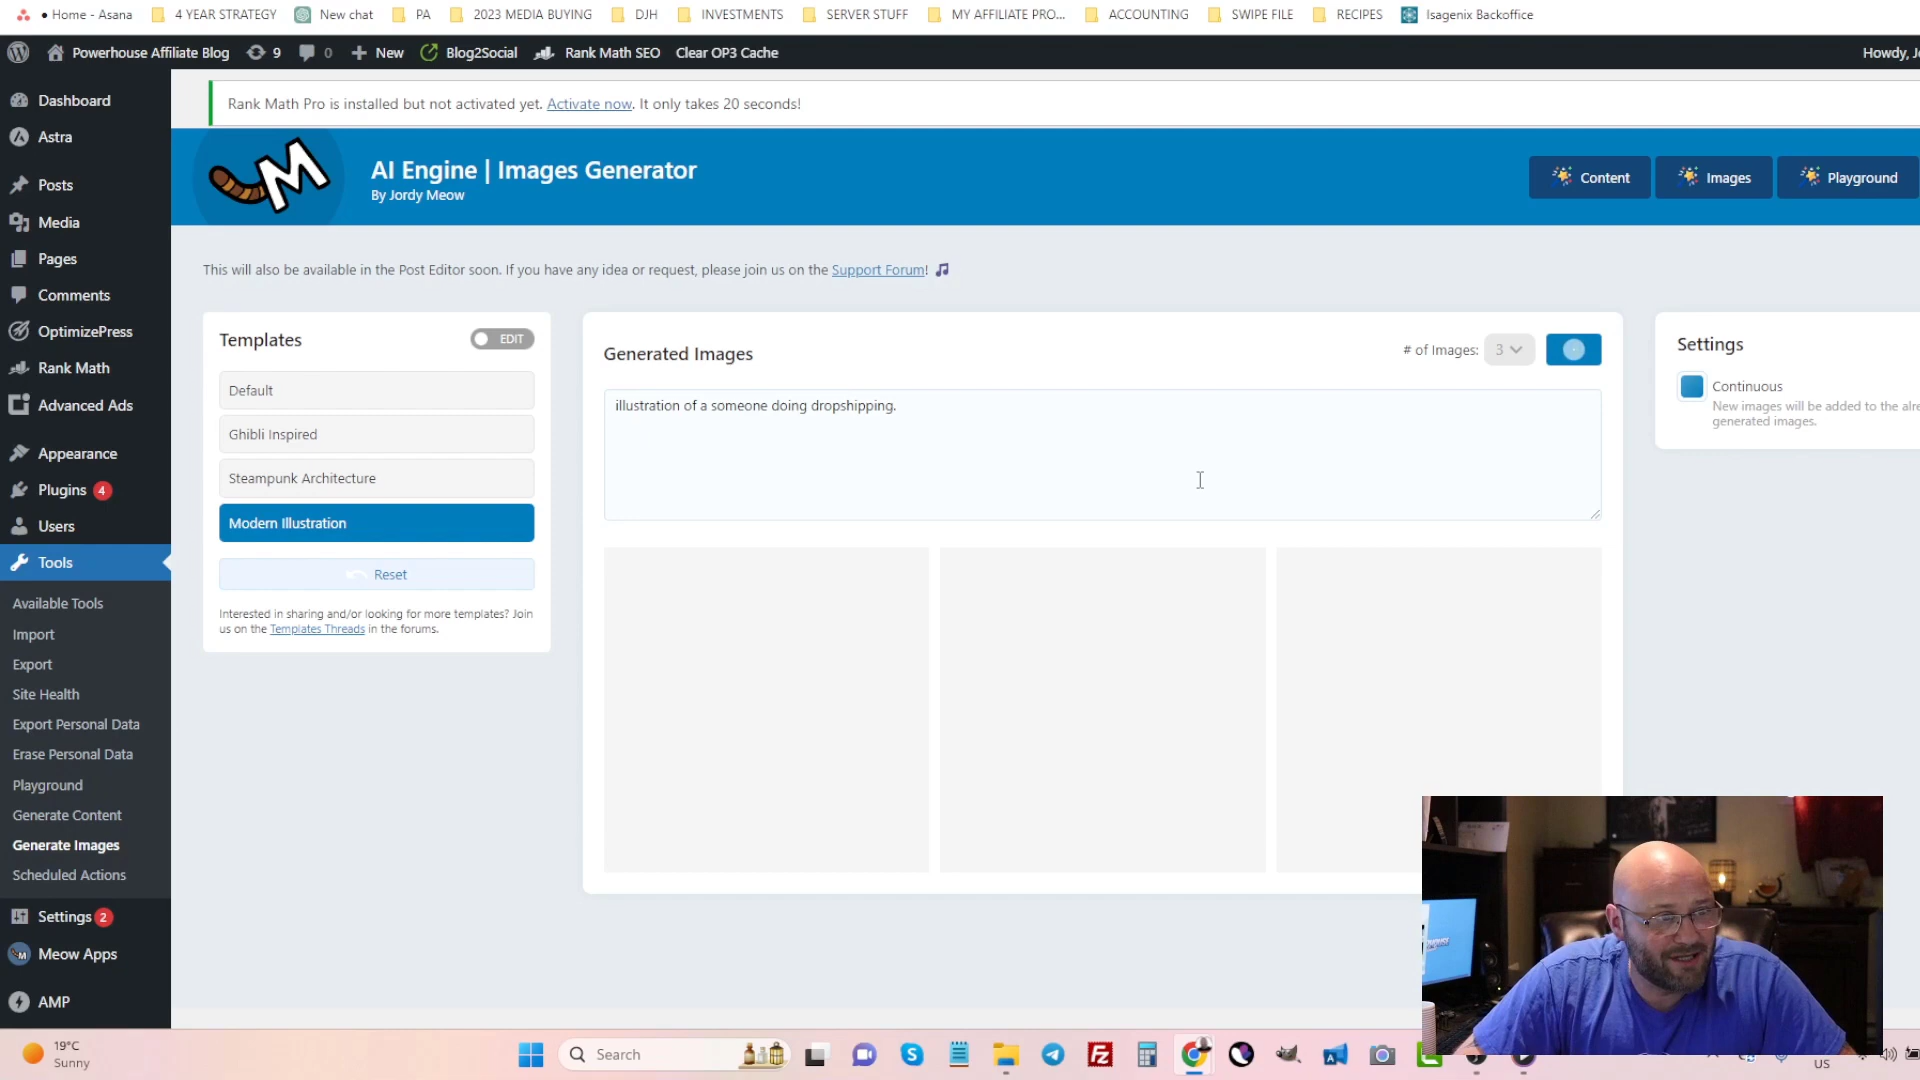 • Home - Asana 4 YEAR STRATEGY New chat PA 2023 MEDIA BUYING DJH INVESTMENTS SERVER STUFF MY AFFILIATE PRO... ACCOUNTING SWIPE FILE RECIPES Isagenix Backoffice
Powerhouse Affiliate Blog 9 0 New Blog2Social Rank Math SEO Clear OP3 Cache Howdy, J
Rank Math Pro is installed but not activated yet. Activate now. It only takes 20 seconds!
Dashboard
Astra
Posts
Media
Pages
Comments
OptimizePress
Rank Math
Advanced Ads
Appearance
Plugins 4
Users
Tools
Available Tools
Import
Export
Site Health
Export Personal Data
Erase Personal Data
Playground
Generate Content
Generate Images
Scheduled Actions
Settings 2
Meow Apps
AMP
M
AI Engine | Images Generator
By Jordy Meow
Content Images Playground
This will also be available in the Post Editor soon. If you have any idea or request, please join us on the Support Forum!
Templates EDIT
Default
Ghibli Inspired
Steampunk Architecture
Modern Illustration
Reset
Interested in sharing and/or looking for more templates? Join
us on the Templates Threads in the forums.
Generated Images # of Images: 3
illustration of a someone doing dropshipping.
Settings
Continuous
New images will be added to the alre
generated images.
19°C
Sunny
Search
US